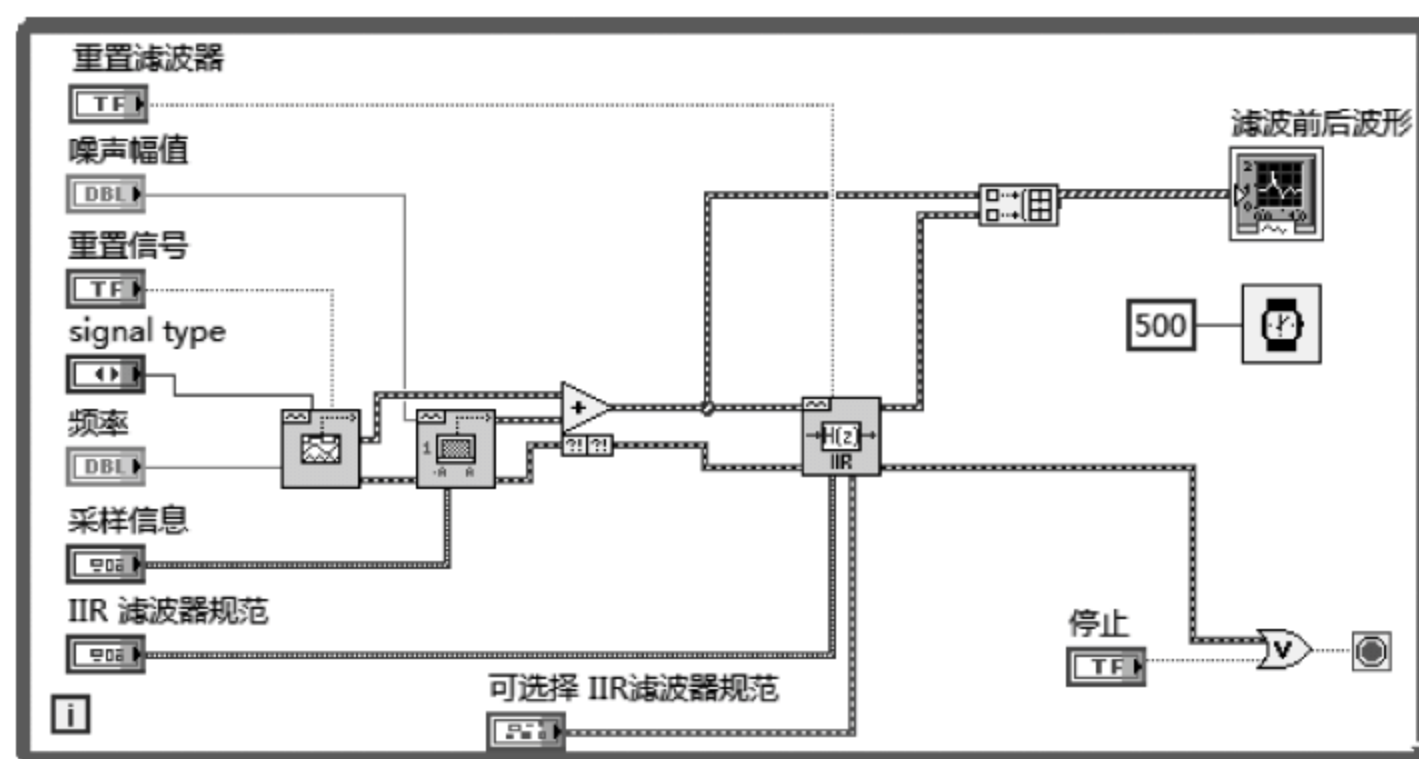 重置滤波器
TF
噪声幅值
DBL
重置信号
TF
signal type
频率
DBL
采样信息
IIR 滤波器规范
可选择 IIR滤波器规范
i
滤波前后波形
500
H(z)
IIR
停止
TF
V